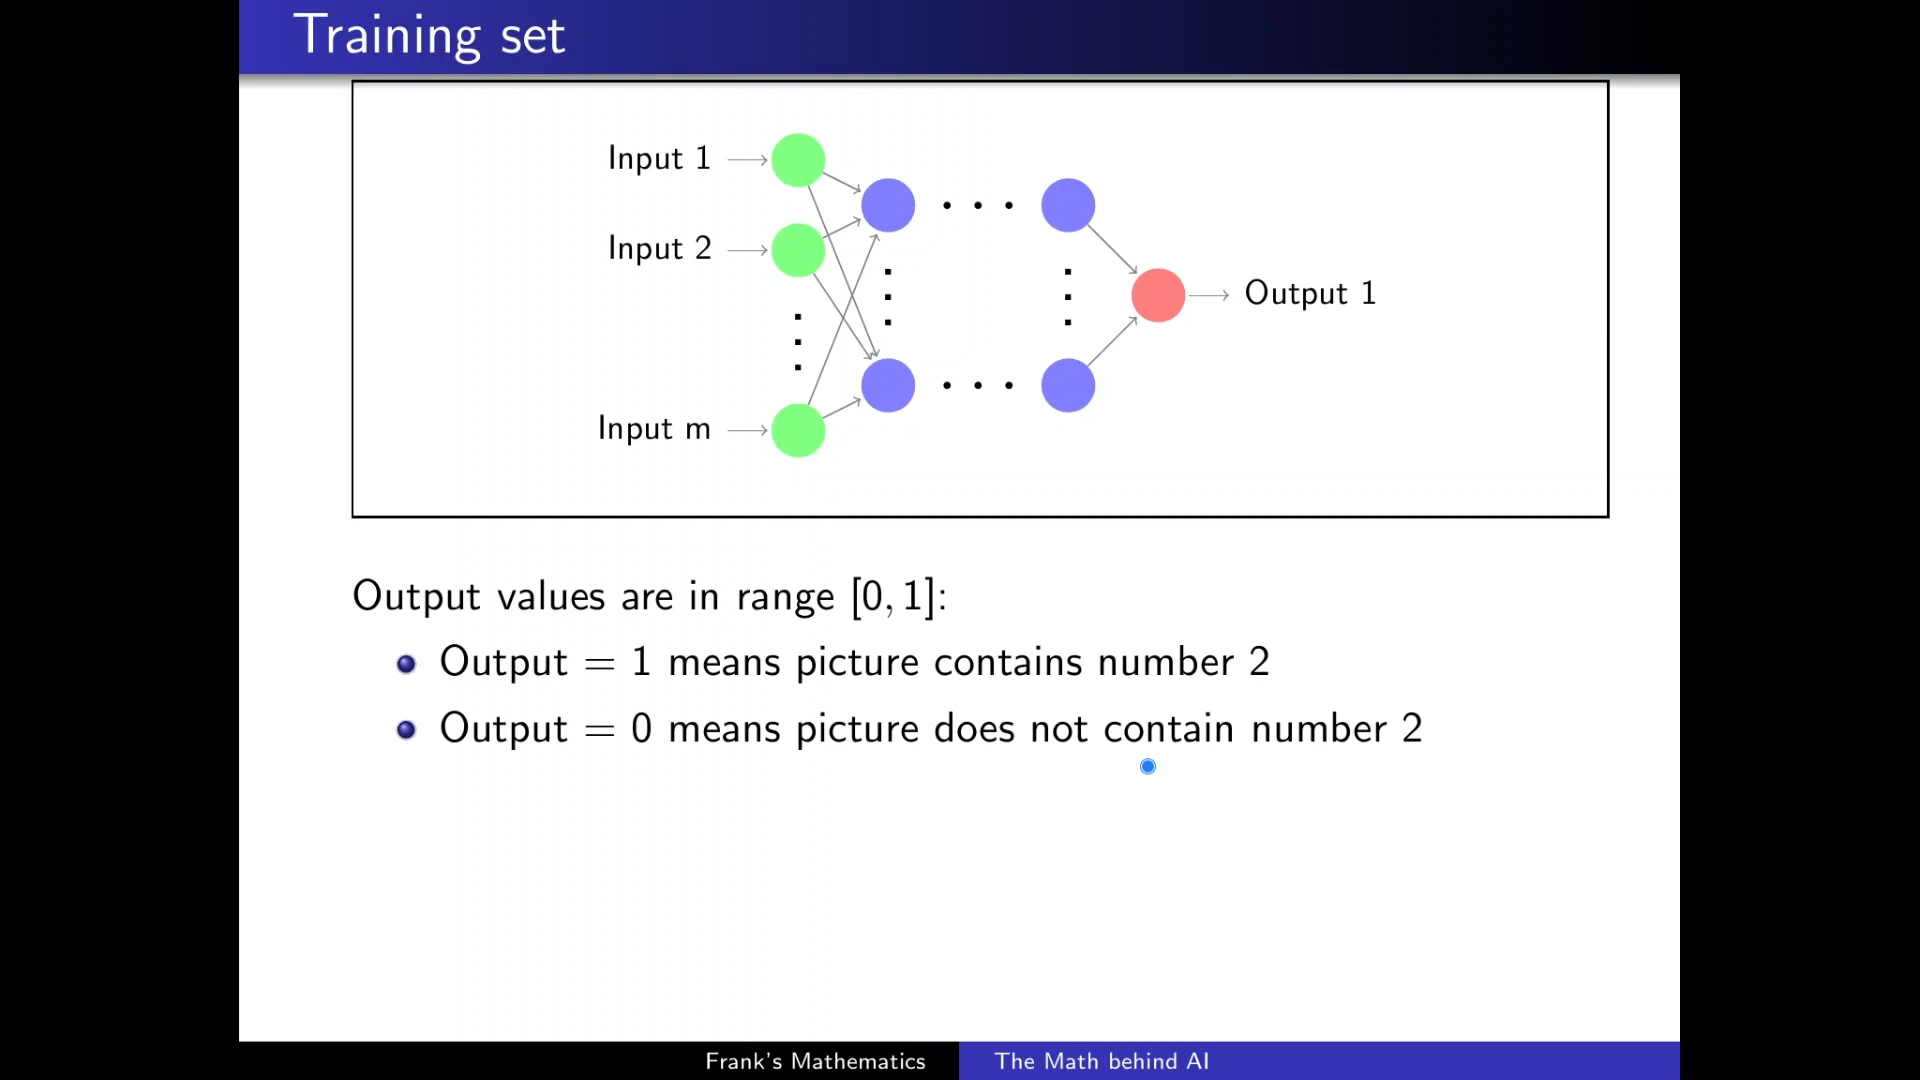 Training set
Input 1
Input 2
Output 1
Input m
Output values are in range [0, 1]:
Output = 1 means picture contains number 2
Output = 0 means picture does not contain number 2
Frank's Mathematics
The Math behind AI